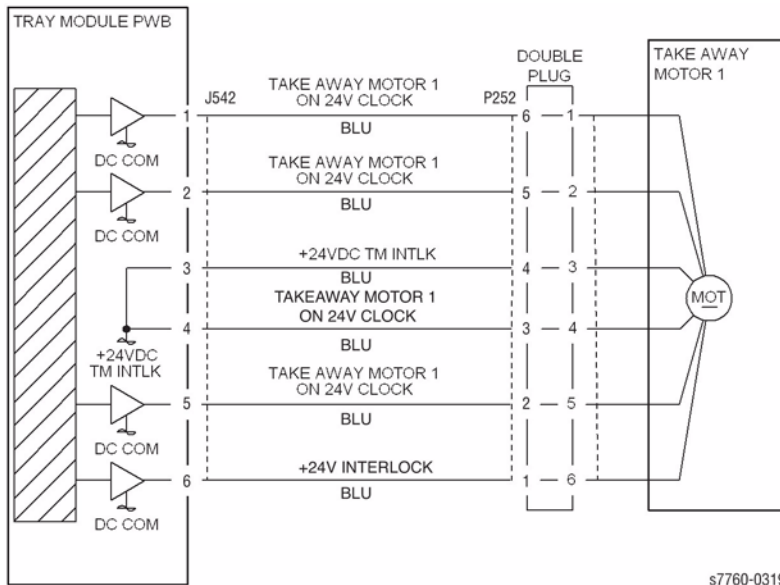 TRAY MODULE PWB
DOUBLE
PLUG
TAKE AWAY
MOTOR 1
J542
TAKE AWAY MOTOR 1
ON 24V CLOCK
P252
1
BLU
6
1
DC COM
TAKE AWAY MOTOR 1
ON 24V CLOCK
2
BLU
5
2
DC COM
+24VDC TM INTLK
3
BLU
4
3
MOT
TAKEAWAY MOTOR 1
ON 24V CLOCK
4
BLU
3
4
+24VDC
TM INTLK
TAKE AWAY MOTOR 1
ON 24V CLOCK
5
BLU
2
5
DC COM
+24V INTERLOCK
6
BLU
1
6
DC COM
s7760-0319